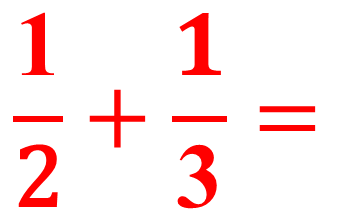 1/2 + 1/3 =